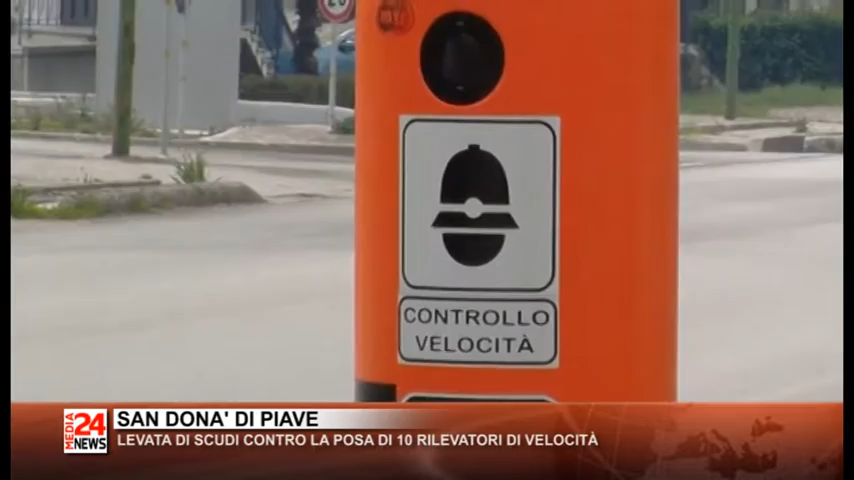 20
CONTROLLO
VELOCITÀ
MEDIA
24
NEWS
SAN DONA' DI PIAVE
LEVATA DI SCUDI CONTRO LA POSA DI 10 RILEVATORI DI VELOCITÀ